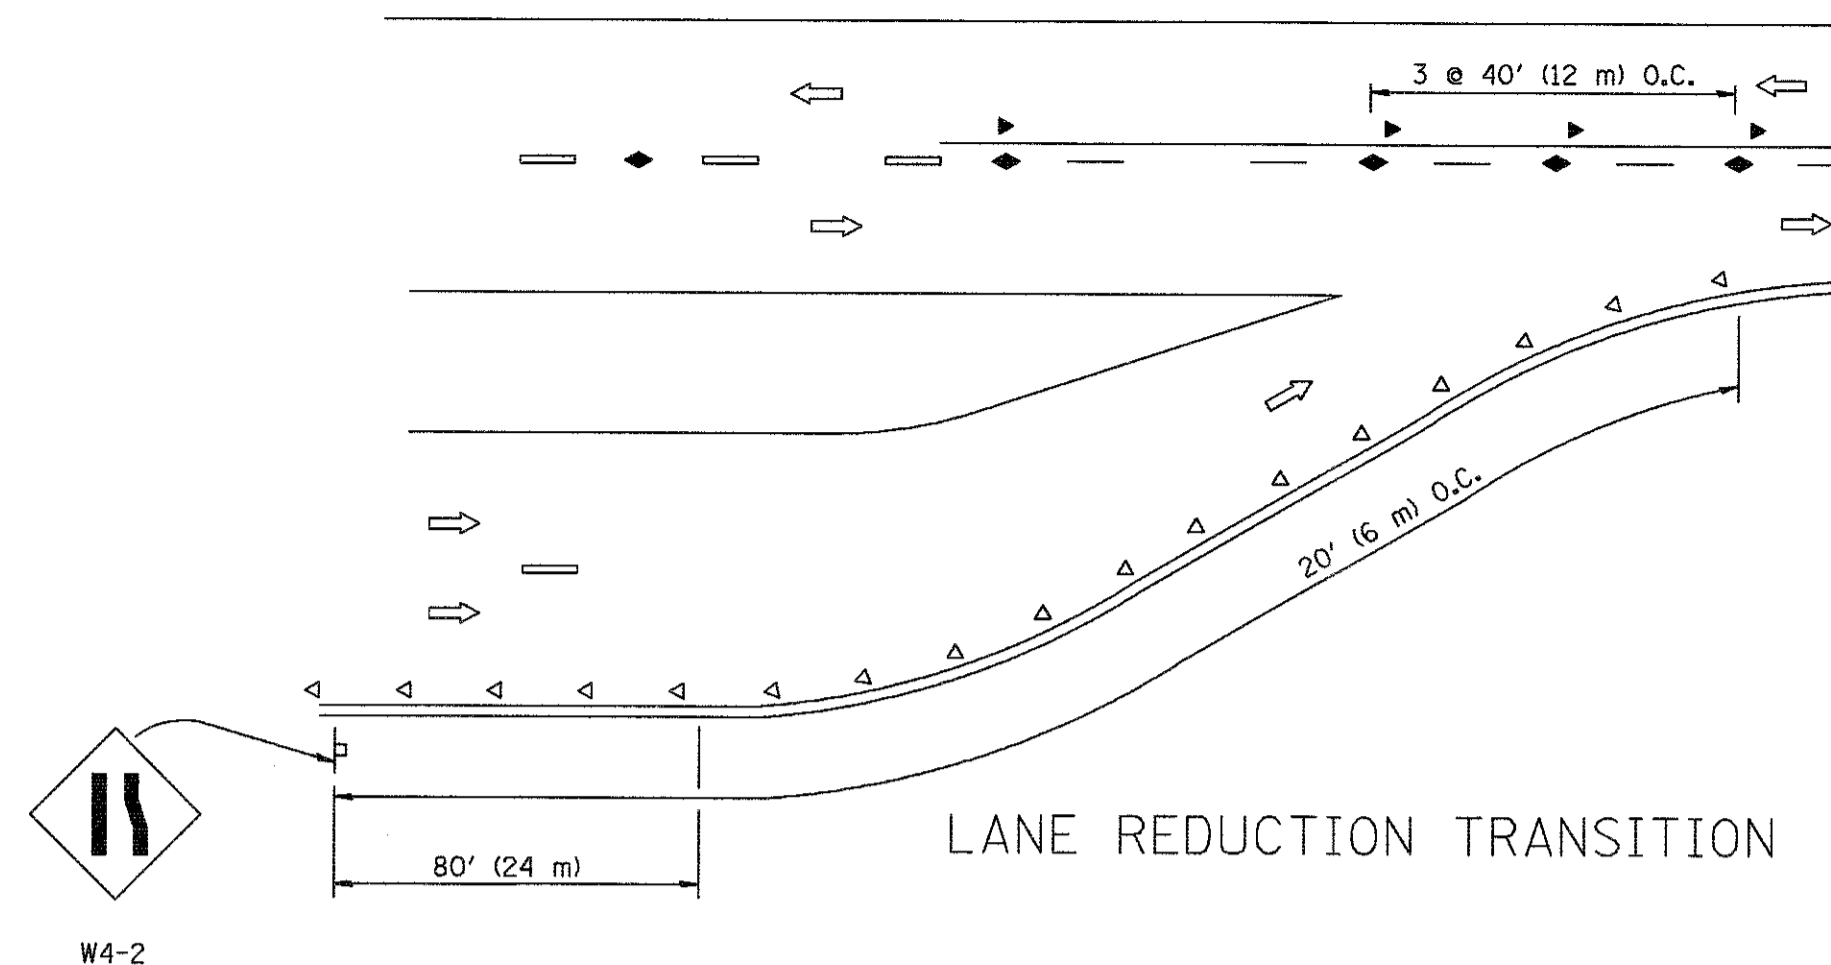 3 @ 40' (12 m) O.C.
20' (6 m) O.C.
LANE REDUCTION TRANSITION
80' (24 m)
W4-2